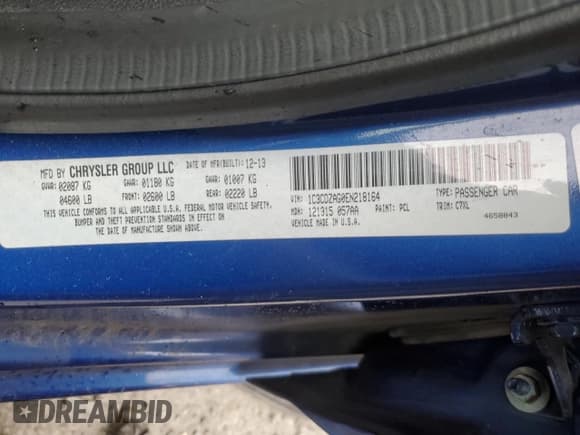 MFD BY CHRYSLER GROUP LLC DATE OF MFR(BUILT): 12-13
GVWR: 02087 KG GAWR: 01180 KG GAWR: 01007 KG
04600 LB FRONT: 02600 LB REAR: 02220 LB
THIS VEHICLE CONFORMS TO ALL APPLICABLE U.S.A. FEDERAL MOTOR VEHICLE SAFETY,
BUMPER AND THEFT PREVENTION STANDARDS IN EFFECT ON
THE DATE OF MANUFACTURE SHOWN ABOVE.
VIN: 1C3CDZAG0EN218164 TYPE: PASSENGER CAR
MDH: 121315 057AA PAINT: PCL TRIM: C7XL
VEHICLE MADE IN U.S.A. 4658843
DREAMBID